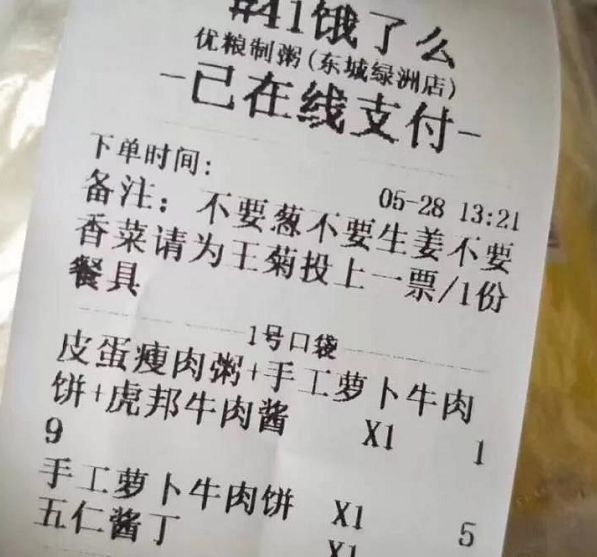 #41饿了么
优粮制粥(东城绿洲店)
-已在线支付-
下单时间:
05-28 13:21
备注：不要葱不要生姜不要
香菜请为王菊投上一票/1份
餐具
1号口袋
皮蛋瘦肉粥+手工萝卜牛肉
饼+虎邦牛肉酱 X1 1
9
手工萝卜牛肉饼 X1 5
五仁酱丁 X1